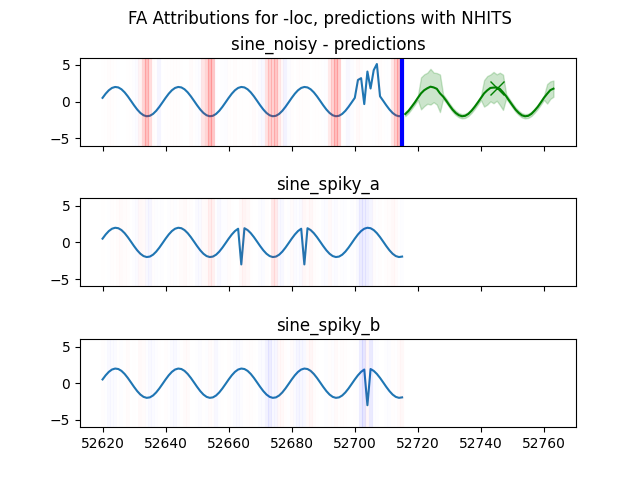 FA Attributions for -loc, predictions with NHITS
sine_noisy - predictions
5
0
−5
sine_spiky_a
5
0
−5
sine_spiky_b
5
0
−5
52620 52640 52660 52680 52700 52720 52740 52760